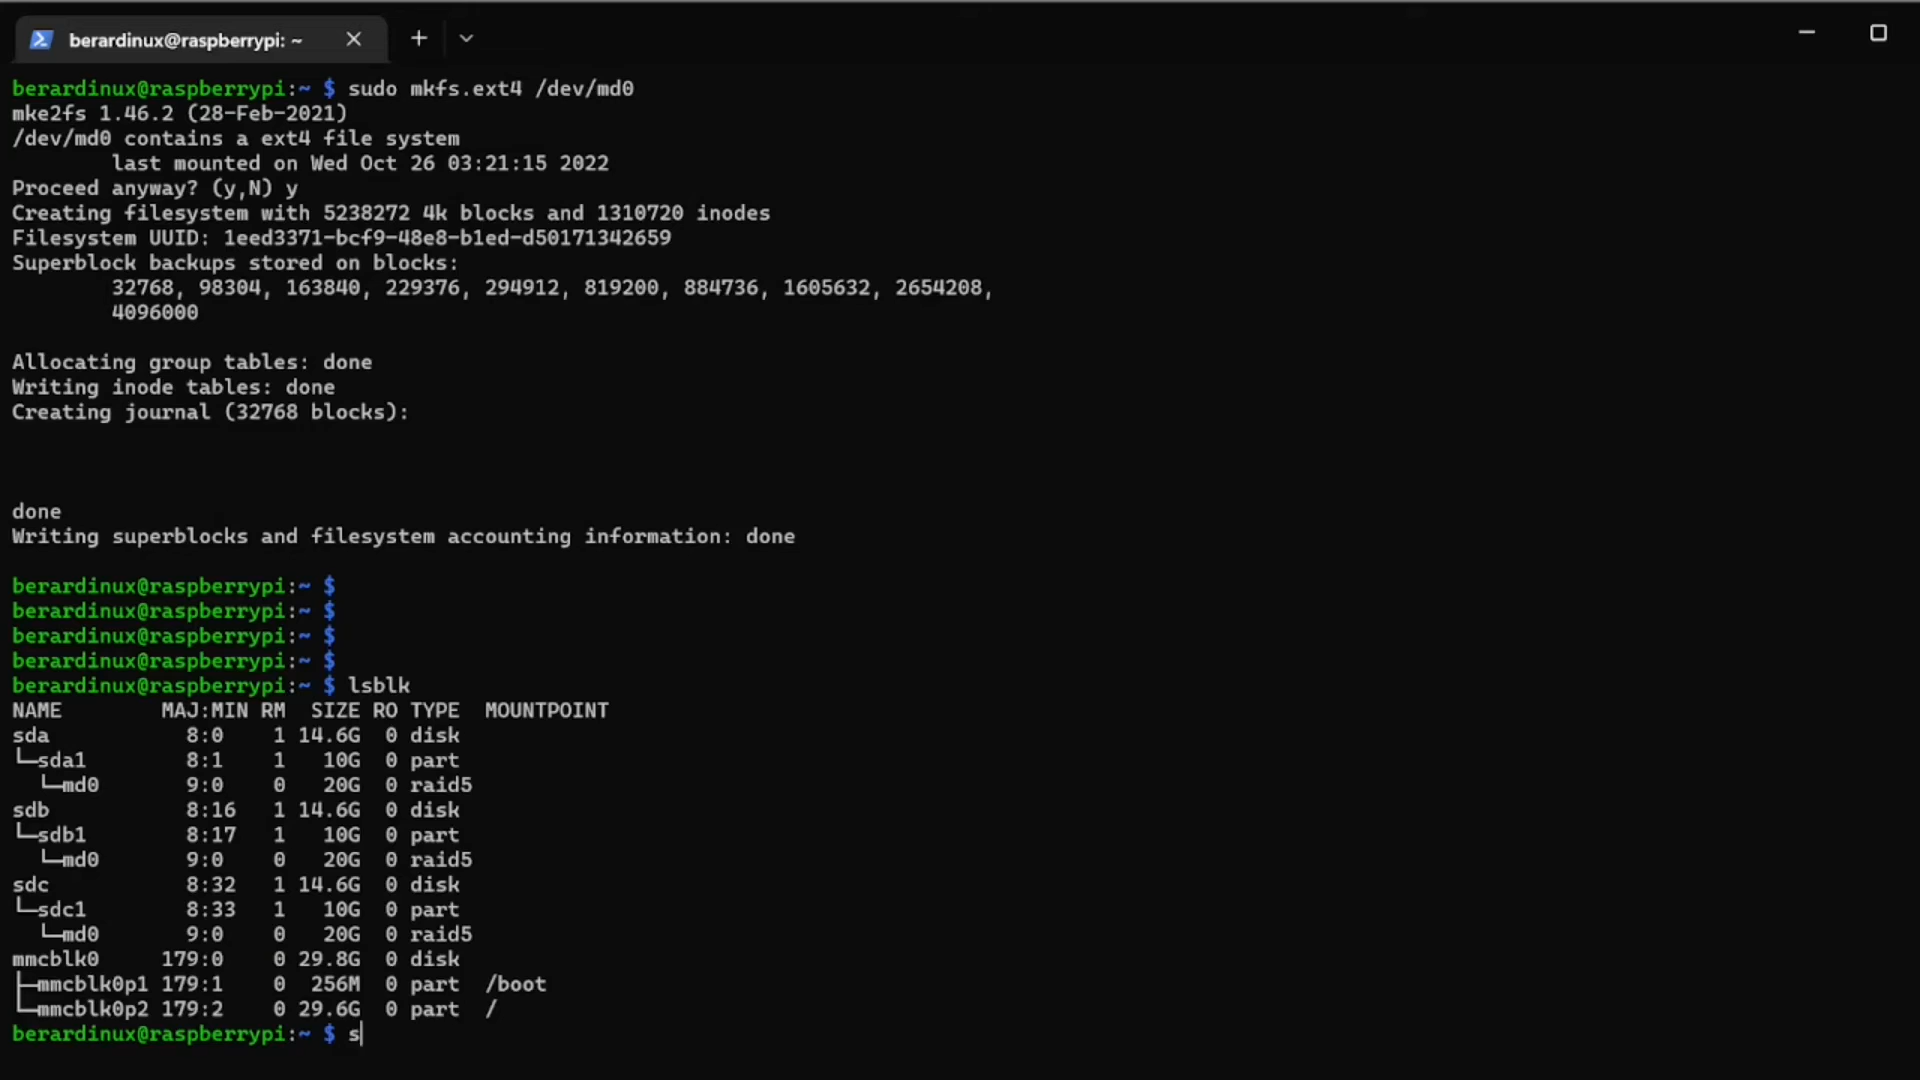 berardinux@raspberrypi: ~
berardinux@raspberrypi:~ $ sudo mkfs.ext4 /dev/md0
mke2fs 1.46.2 (28-Feb-2021)
/dev/md0 contains a ext4 file system
        last mounted on Wed Oct 26 03:21:15 2022
Proceed anyway? (y,N) y
Creating filesystem with 5238272 4k blocks and 1310720 inodes
Filesystem UUID: 1eed3371-bcf9-48e8-b1ed-d50171342659
Superblock backups stored on blocks:
        32768, 98304, 163840, 229376, 294912, 819200, 884736, 1605632, 2654208,
        4096000
Allocating group tables: done
Writing inode tables: done
Creating journal (32768 blocks):
done
Writing superblocks and filesystem accounting information: done
berardinux@raspberrypi:~ $
berardinux@raspberrypi:~ $
berardinux@raspberrypi:~ $
berardinux@raspberrypi:~ $
berardinux@raspberrypi:~ $ lsblk
NAME        MAJ:MIN RM  SIZE RO TYPE  MOUNTPOINT
sda           8:0    1 14.6G  0 disk
└─sda1        8:1    1   10G  0 part
  └─md0       9:0    0   20G  0 raid5
sdb           8:16   1 14.6G  0 disk
└─sdb1        8:17   1   10G  0 part
  └─md0       9:0    0   20G  0 raid5
sdc           8:32   1 14.6G  0 disk
└─sdc1        8:33   1   10G  0 part
  └─md0       9:0    0   20G  0 raid5
mmcblk0     179:0    0 29.8G  0 disk
├─mmcblk0p1 179:1    0  256M  0 part  /boot
└─mmcblk0p2 179:2    0 29.6G  0 part  /
berardinux@raspberrypi:~ $ s